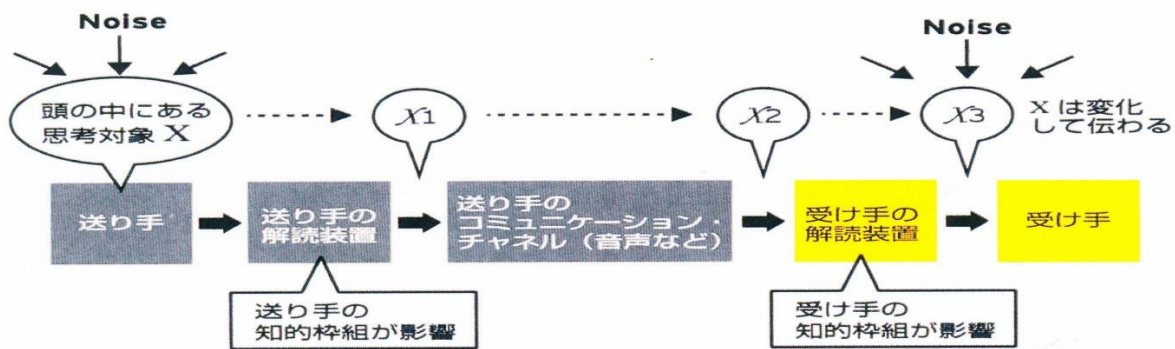 Noise
Noise
頭の中にある
思考対象 X
X1
X2
X3
X は変化
して伝わる
送り手
送り手の
解読装置
送り手の
コミュニケーション・
チャネル（音声など）
受け手の
解読装置
受け手
送り手の
知的枠組が影響
受け手の
知的枠組が影響